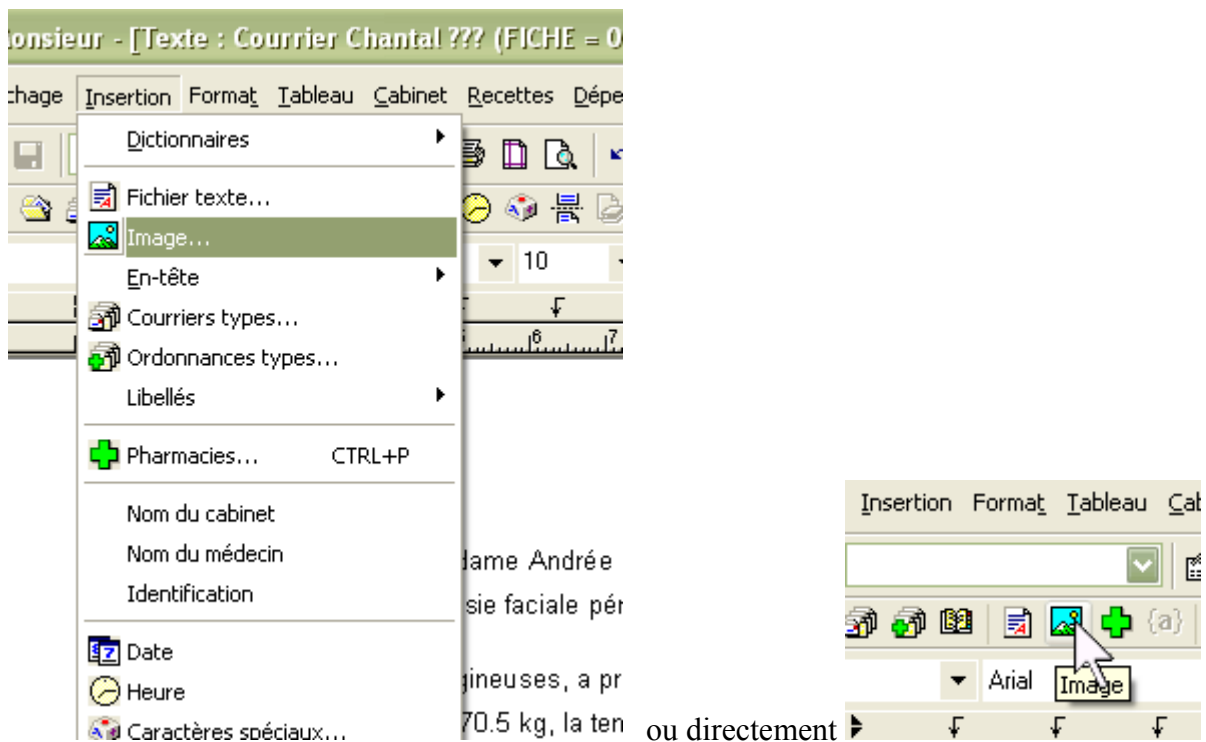 onsieur - [Texte : Courrier Chantal ??? (FICHE = 0
chage Insertion Format Tableau Cabinet Recettes Dépe
Dictionnaires
Fichier texte...
Image...
10
En-tête
Courriers types...
6 7
Ordonnances types...
Libellés
Pharmacies... CTRL+P
Nom du cabinet
Nom du médecin
dame Andrée
Identification
sie faciale pér
Date
gineuses, a pr
Heure
70.5 kg, la ten
Caractères spéciaux...
ou directement
Insertion Format Tableau Cab
{a}
Arial
Image